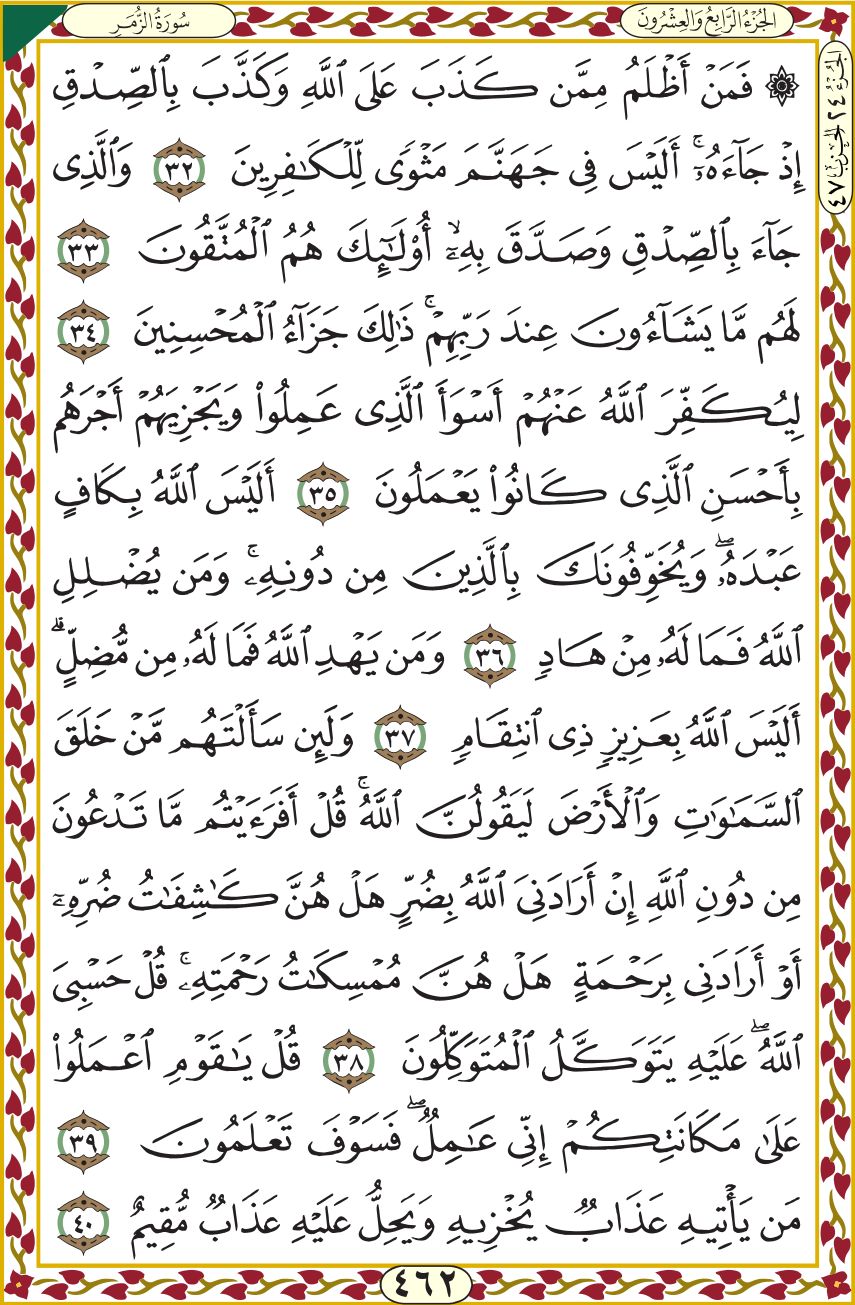 سُورَةُ الزُّمَرِ
الجُزْءُ الرَّابِعُ وَالعِشْرُونَ
الجُزْءُ ٢٤ الحِزْبُ ٤٧
۞ فَمَنْ أَظْلَمُ مِمَّن كَذَبَ عَلَى ٱللَّهِ وَكَذَّبَ بِٱلصِّدْقِ
إِذْ جَآءَهُۥٓ ۚ أَلَيْسَ فِى جَهَنَّمَ مَثْوًى لِّلْكَـٰفِرِينَ ٣٢ وَٱلَّذِى
جَآءَ بِٱلصِّدْقِ وَصَدَّقَ بِهِۦٓ ۙ أُو۟لَـٰٓئِكَ هُمُ ٱلْمُتَّقُونَ ٣٣
لَهُم مَّا يَشَآءُونَ عِندَ رَبِّهِمْ ۚ ذَٰلِكَ جَزَآءُ ٱلْمُحْسِنِينَ ٣٤
لِيُكَفِّرَ ٱللَّهُ عَنْهُمْ أَسْوَأَ ٱلَّذِى عَمِلُوا۟ وَيَجْزِيَهُمْ أَجْرَهُم
بِأَحْسَنِ ٱلَّذِى كَانُوا۟ يَعْمَلُونَ ٣٥ أَلَيْسَ ٱللَّهُ بِكَافٍ
عَبْدَهُۥ ۖ وَيُخَوِّفُونَكَ بِٱلَّذِينَ مِن دُونِهِۦ ۚ وَمَن يُضْلِلِ
ٱللَّهُ فَمَا لَهُۥ مِنْ هَادٍ ٣٦ وَمَن يَهْدِ ٱللَّهُ فَمَا لَهُۥ مِن مُّضِلٍّ ۗ
أَلَيْسَ ٱللَّهُ بِعَزِيزٍ ذِى ٱنتِقَامٍ ٣٧ وَلَئِن سَأَلْتَهُم مَّنْ خَلَقَ
ٱلسَّمَـٰوَٰتِ وَٱلْأَرْضَ لَيَقُولُنَّ ٱللَّهُ ۚ قُلْ أَفَرَءَيْتُم مَّا تَدْعُونَ
مِن دُونِ ٱللَّهِ إِنْ أَرَادَنِىَ ٱللَّهُ بِضُرٍّ هَلْ هُنَّ كَـٰشِفَـٰتُ ضُرِّهِۦٓ
أَوْ أَرَادَنِى بِرَحْمَةٍ هَلْ هُنَّ مُمْسِكَـٰتُ رَحْمَتِهِۦ ۚ قُلْ حَسْبِىَ
ٱللَّهُ ۖ عَلَيْهِ يَتَوَكَّلُ ٱلْمُتَوَكِّلُونَ ٣٨ قُلْ يَـٰقَوْمِ ٱعْمَلُوا۟
عَلَىٰ مَكَانَتِكُمْ إِنِّى عَـٰمِلٌ ۖ فَسَوْفَ تَعْلَمُونَ ٣٩
مَن يَأْتِيهِ عَذَابٌ يُخْزِيهِ وَيَحِلُّ عَلَيْهِ عَذَابٌ مُّقِيمٌ ٤٠
٤٦٢